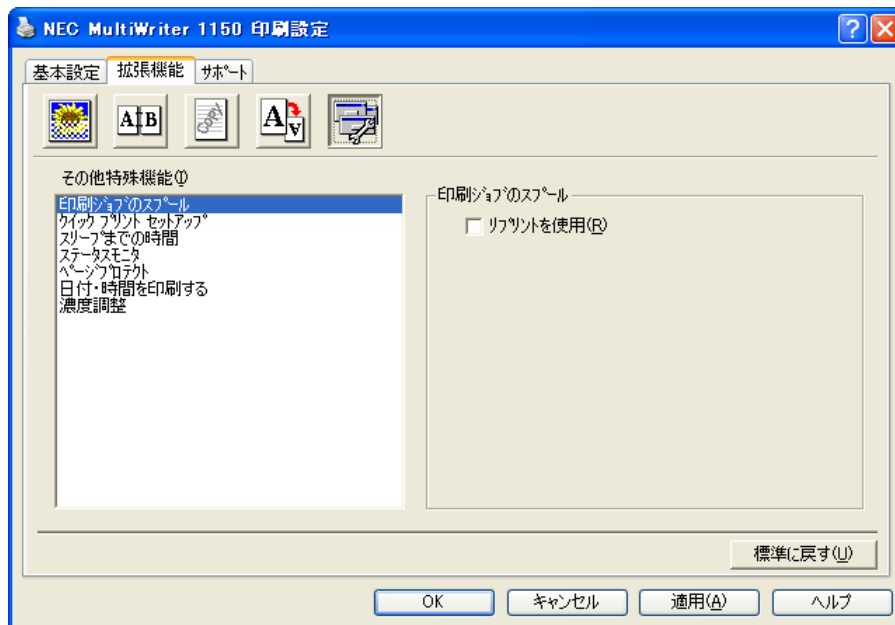 NEC MultiWriter 1150 印刷設定
基本設定 拡張機能 ｻﾎﾟｰﾄ
A B
Copy
A A
その他特殊機能(I)
印刷ｼﾞｮﾌﾞのｽﾌﾟｰﾙ
ｸｲｯｸ ﾌﾟﾘﾝﾄ ｾｯﾄｱｯﾌﾟ
ｽﾘｰﾌﾟまでの時間
ｽﾃｰﾀｽﾓﾆﾀ
ﾍﾟｰｼﾞﾌﾟﾛﾃｸﾄ
日付・時間を印刷する
濃度調整
印刷ｼﾞｮﾌﾞのｽﾌﾟｰﾙ
ﾘﾌﾟﾘﾝﾄを使用(R)
標準に戻す(U)
OK ｷｬﾝｾﾙ 適用(A) ﾍﾙﾌﾟ